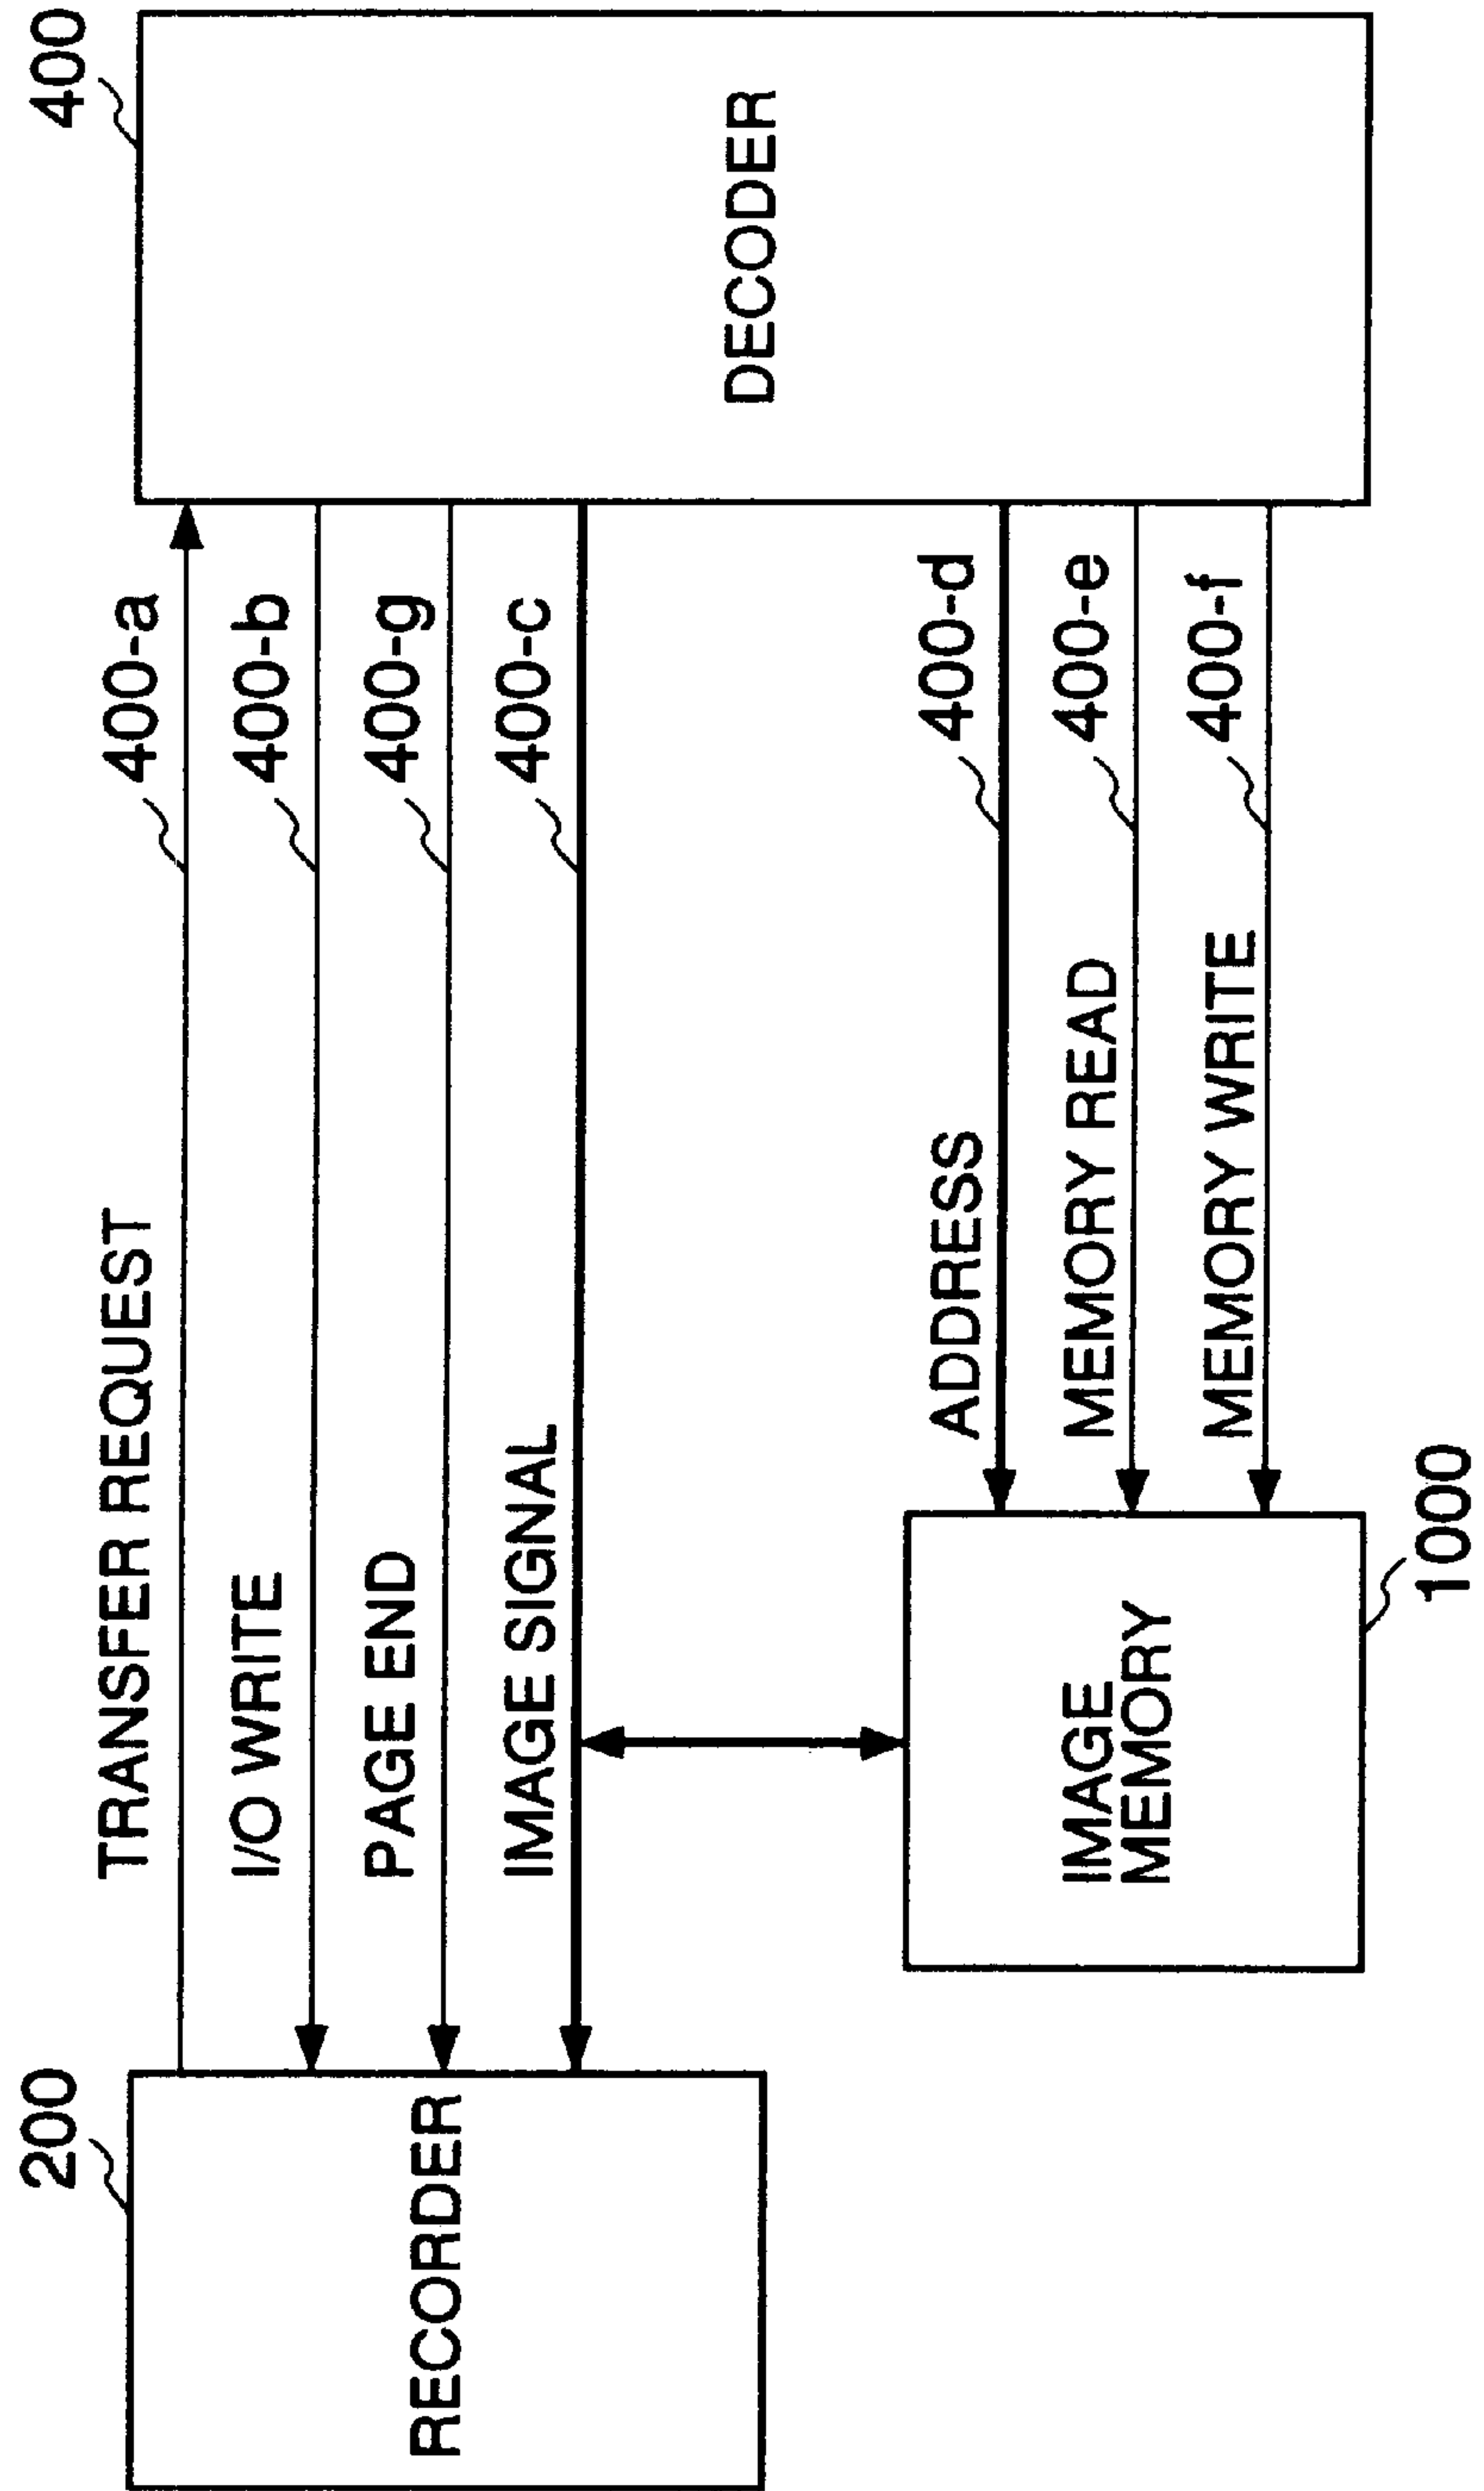 200
400
TRANSFER REQUEST
400-a
I/O WRITE
400-b
PAGE END
400-g
IMAGE SIGNAL
400-c
RECORDER
DECODER
ADDRESS
400-d
MEMORY READ
400-e
MEMORY WRITE
400-f
IMAGE
MEMORY
1000